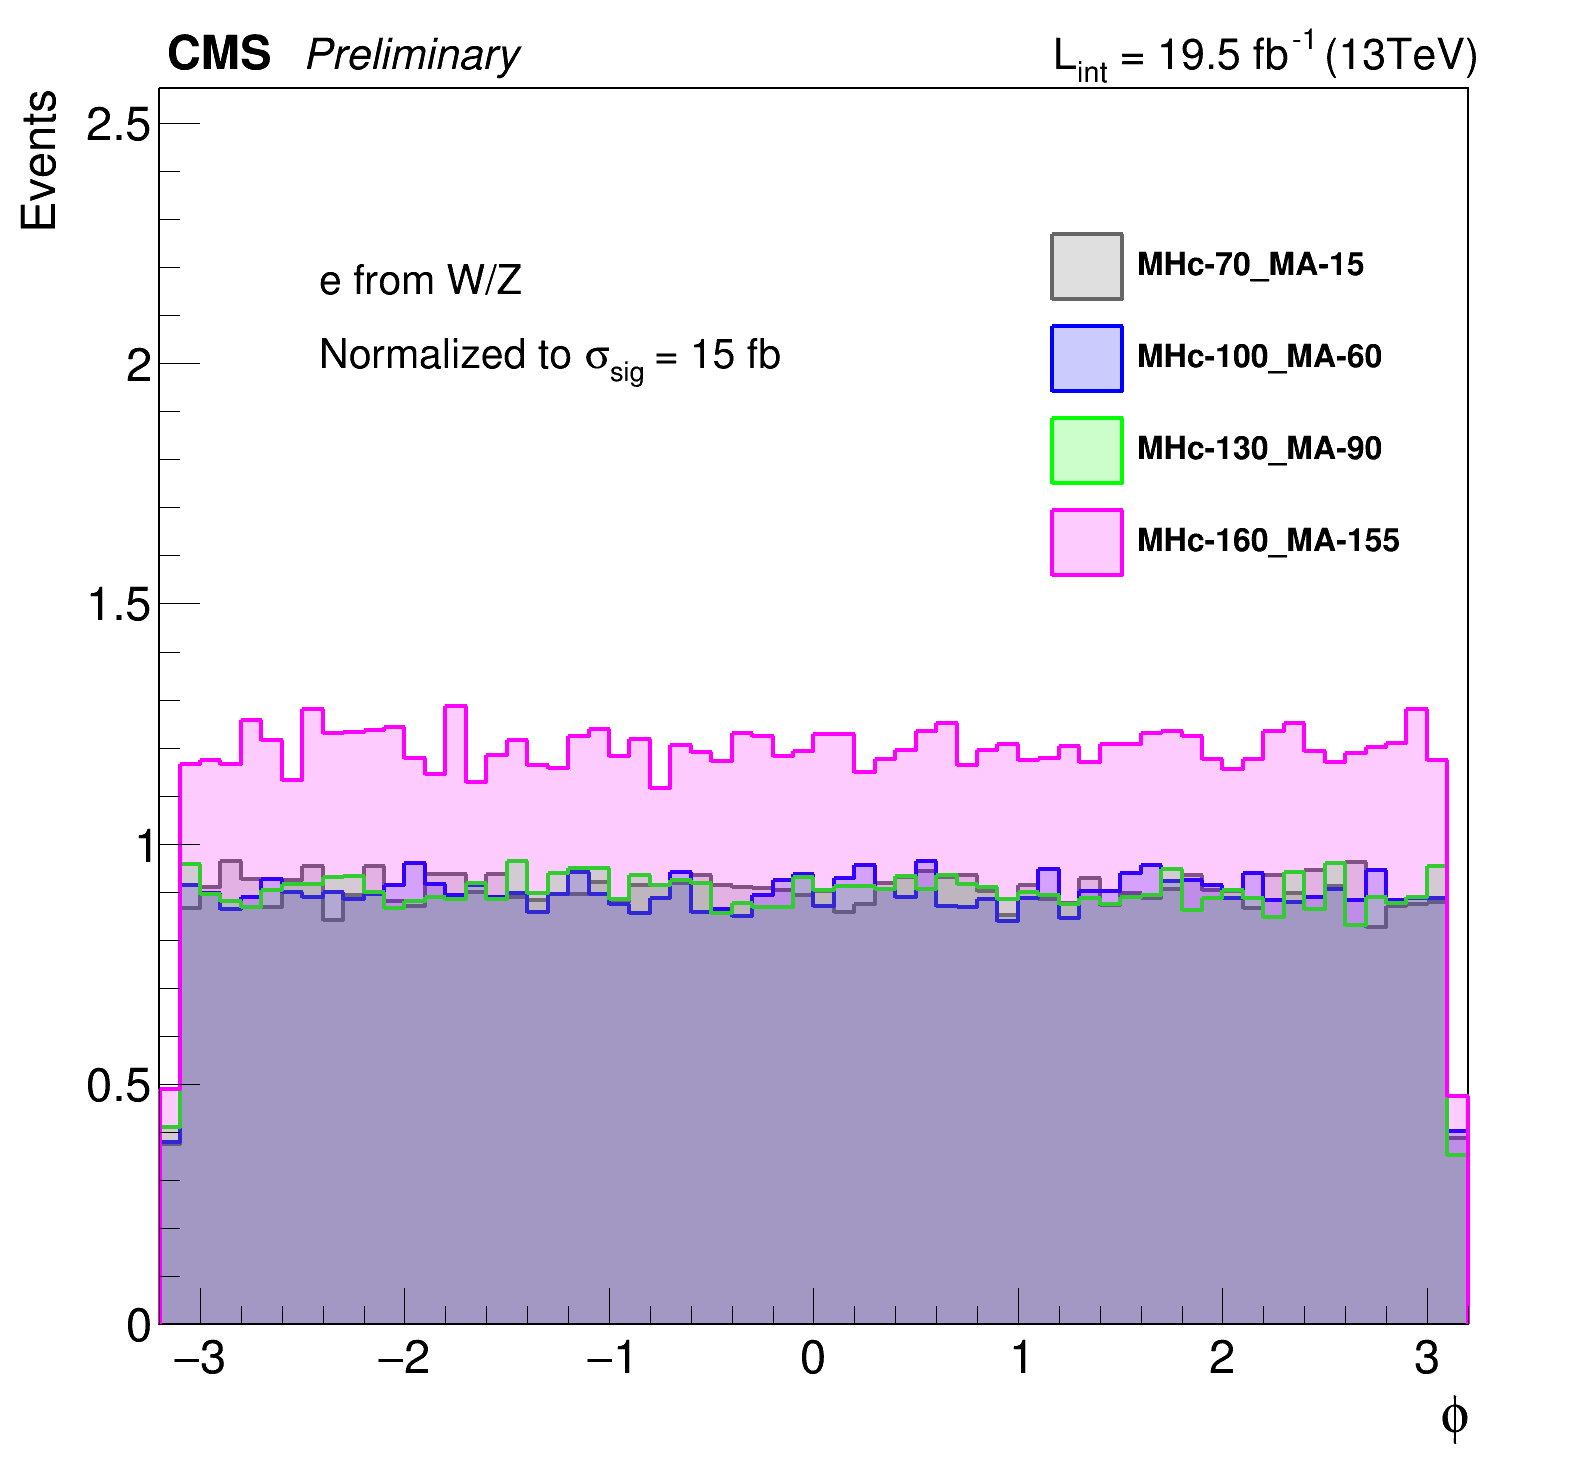 CMS Preliminary
L_int = 19.5 fb^-1 (13TeV)
Events
2.5
2
1.5
1
0.5
0
e from W/Z
Normalized to σ_sig = 15 fb
MHc-70_MA-15
MHc-100_MA-60
MHc-130_MA-90
MHc-160_MA-155
−3 −2 −1 0 1 2 3
ϕ